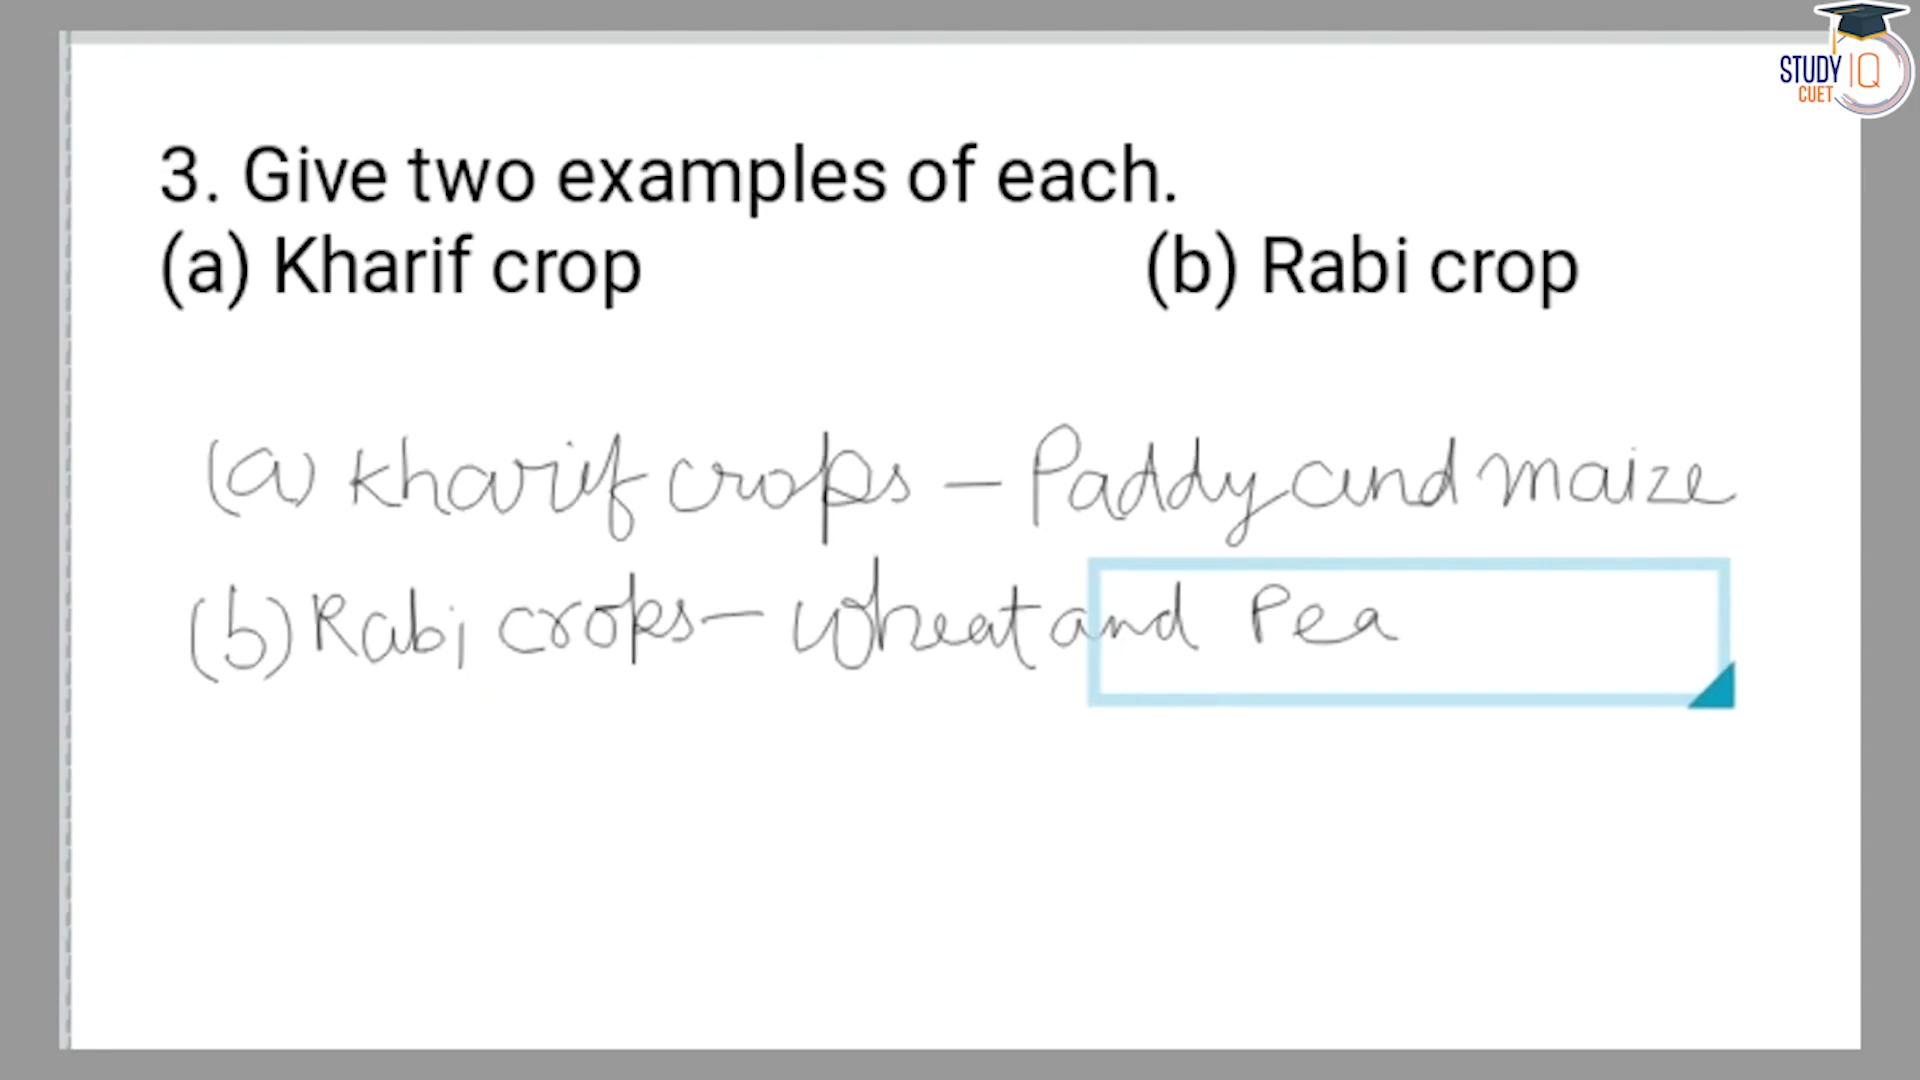 STUDY IQ
CUET
3. Give two examples of each.
(a) Kharif crop (b) Rabi crop
(a) Kharif crops – Paddy and maize
(b) Rabi crops – Wheat and Pea